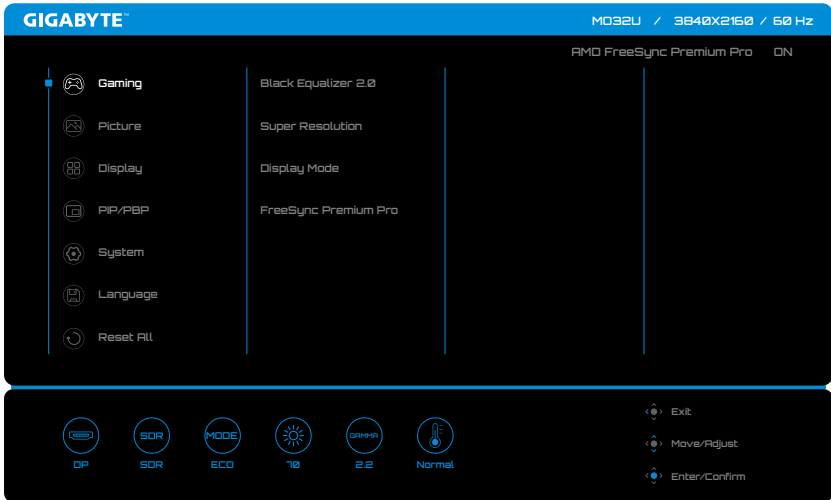 GIGABYTE™
MO32U / 3840X2160 / 60 Hz
AMD FreeSync Premium Pro ON
Gaming
Black Equalizer 2.0
Picture
Super Resolution
Display
Display Mode
PIP/PBP
FreeSync Premium Pro
System
Language
Reset All
SDR
MODE
GAMMA
DP
SDR
ECO
70
2.2
Normal
Exit
Move/Adjust
Enter/Confirm